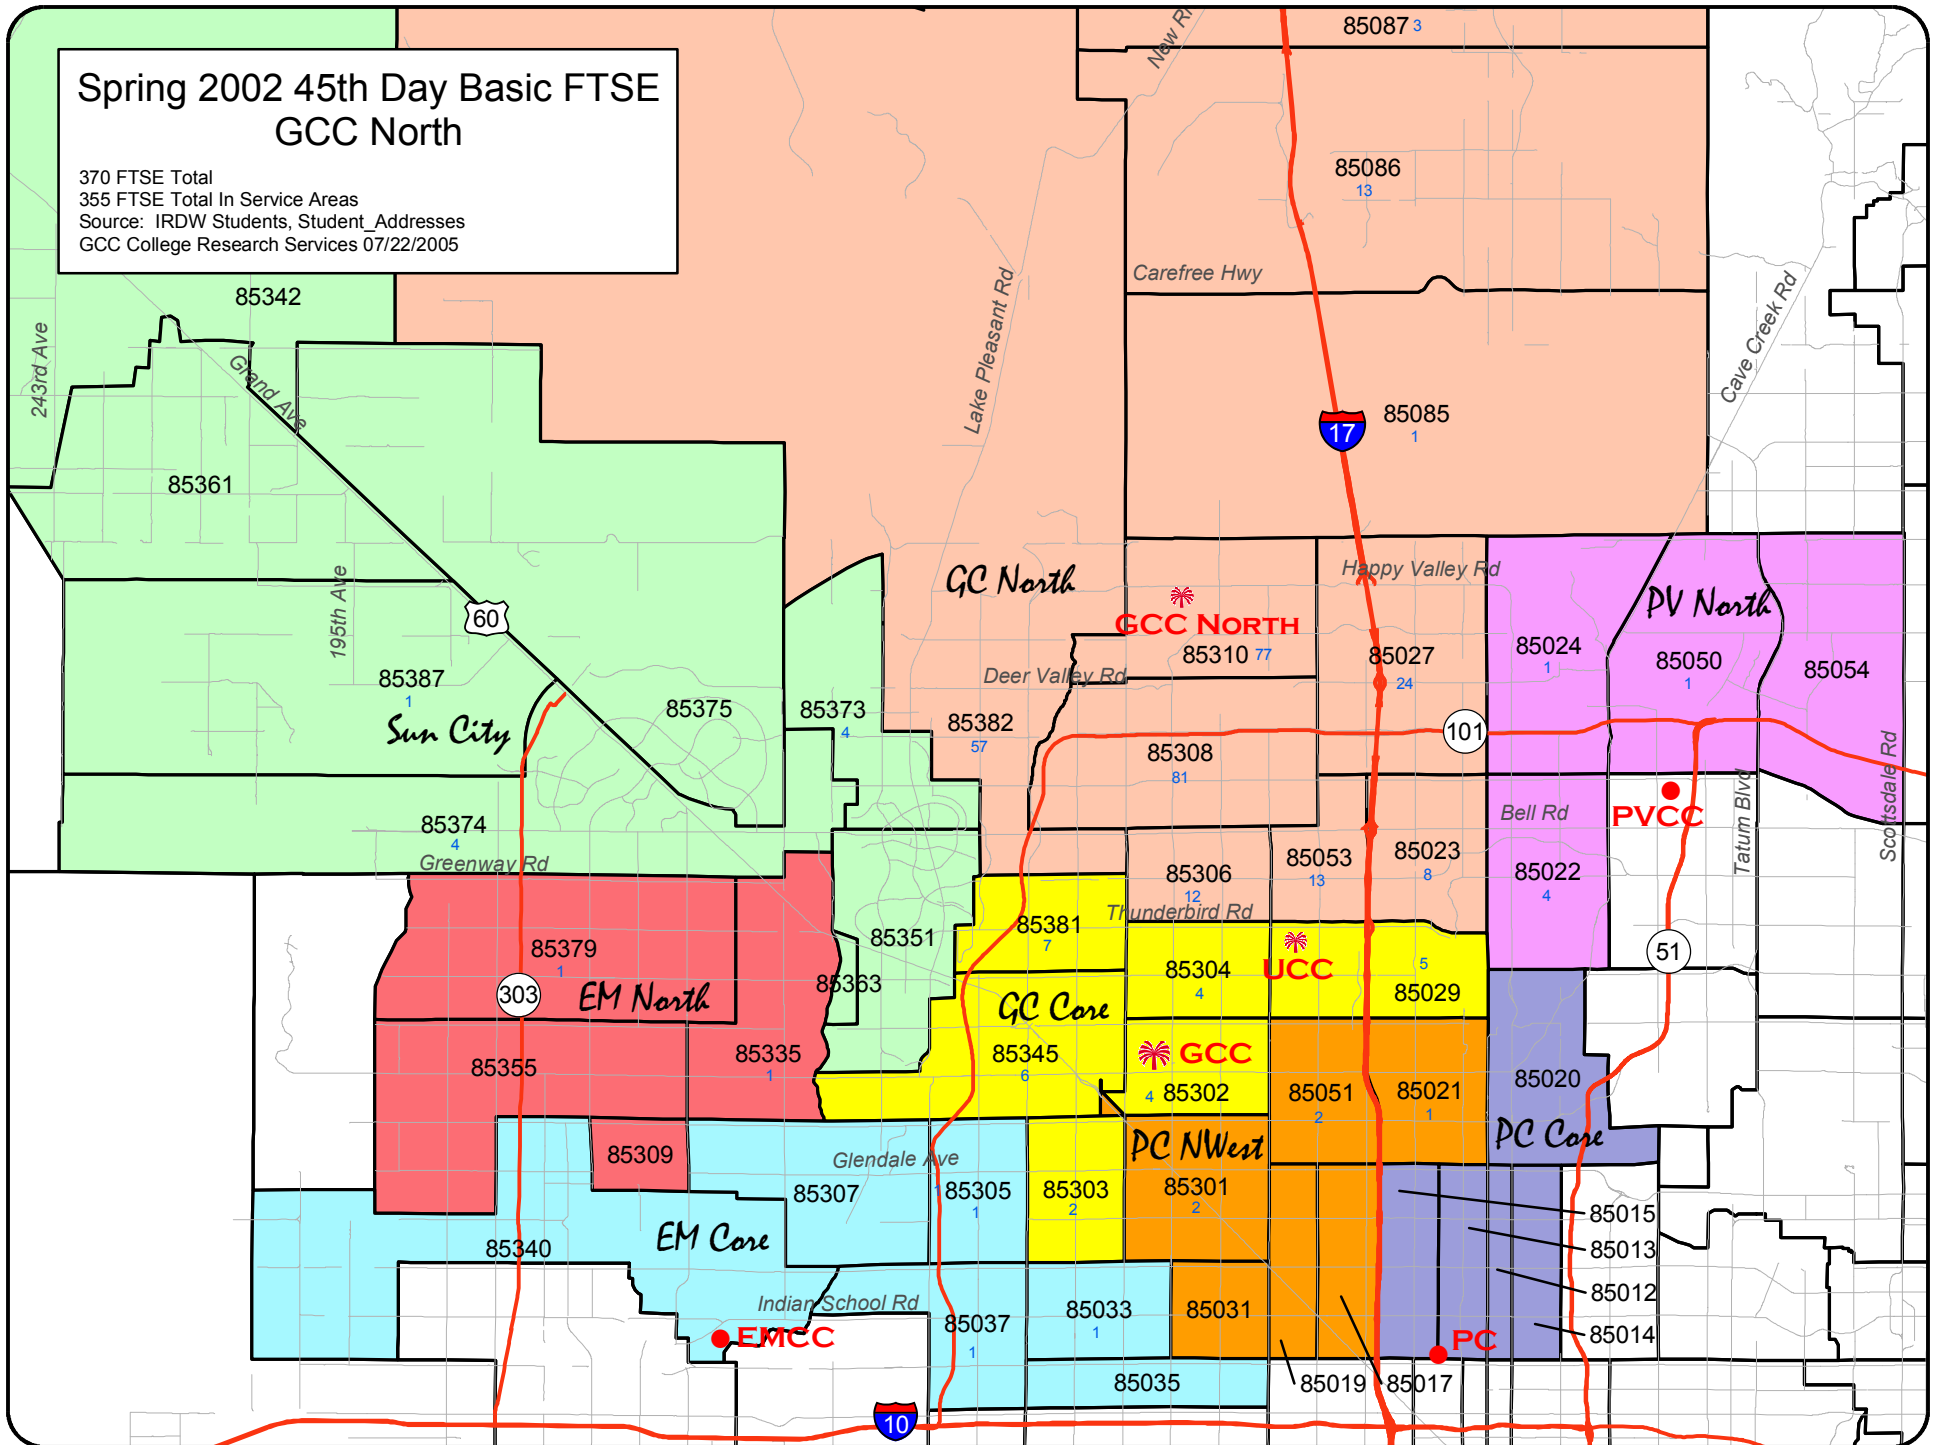 Spring 2002 45th Day Basic FTSE
GCC North
370 FTSE Total
355 FTSE Total In Service Areas
Source: IRDW Students, Student_Addresses
GCC College Research Services 07/22/2005
85087 3
85086
13
Carefree Hwy
85342
243rd Ave
Grand Ave
Lake Pleasant Rd
Cave Creek Rd
85085
1
17
85361
195th Ave
60
GC North
Happy Valley Rd
GCC North
85310 77
Deer Valley Rd
85027
24
PV North
85024
1
85050
1
85054
85387
1
Sun City
85375
85373
4
85382
57
85308
81
101
Scottsdale Rd
Tatum Blvd
PVCC
Bell Rd
85374
4
Greenway Rd
85306
12
85053
13
85023
8
85022
4
Thunderbird Rd
85381
7
85351
85379
1
303
EM North
85363
85304
4
UCC
5
85029
51
GC Core
GCC
85355
85335
1
85345
6
4 85302
85051
2
85021
1
85020
PC Core
PC NWest
85309
Glendale Ave
85307
1
85305
1
85303
2
85301
2
85015
85013
85012
85014
85340
EM Core
Indian School Rd
EMCC
85037
1
85033
1
85031
PC
85035
85019
85017
10